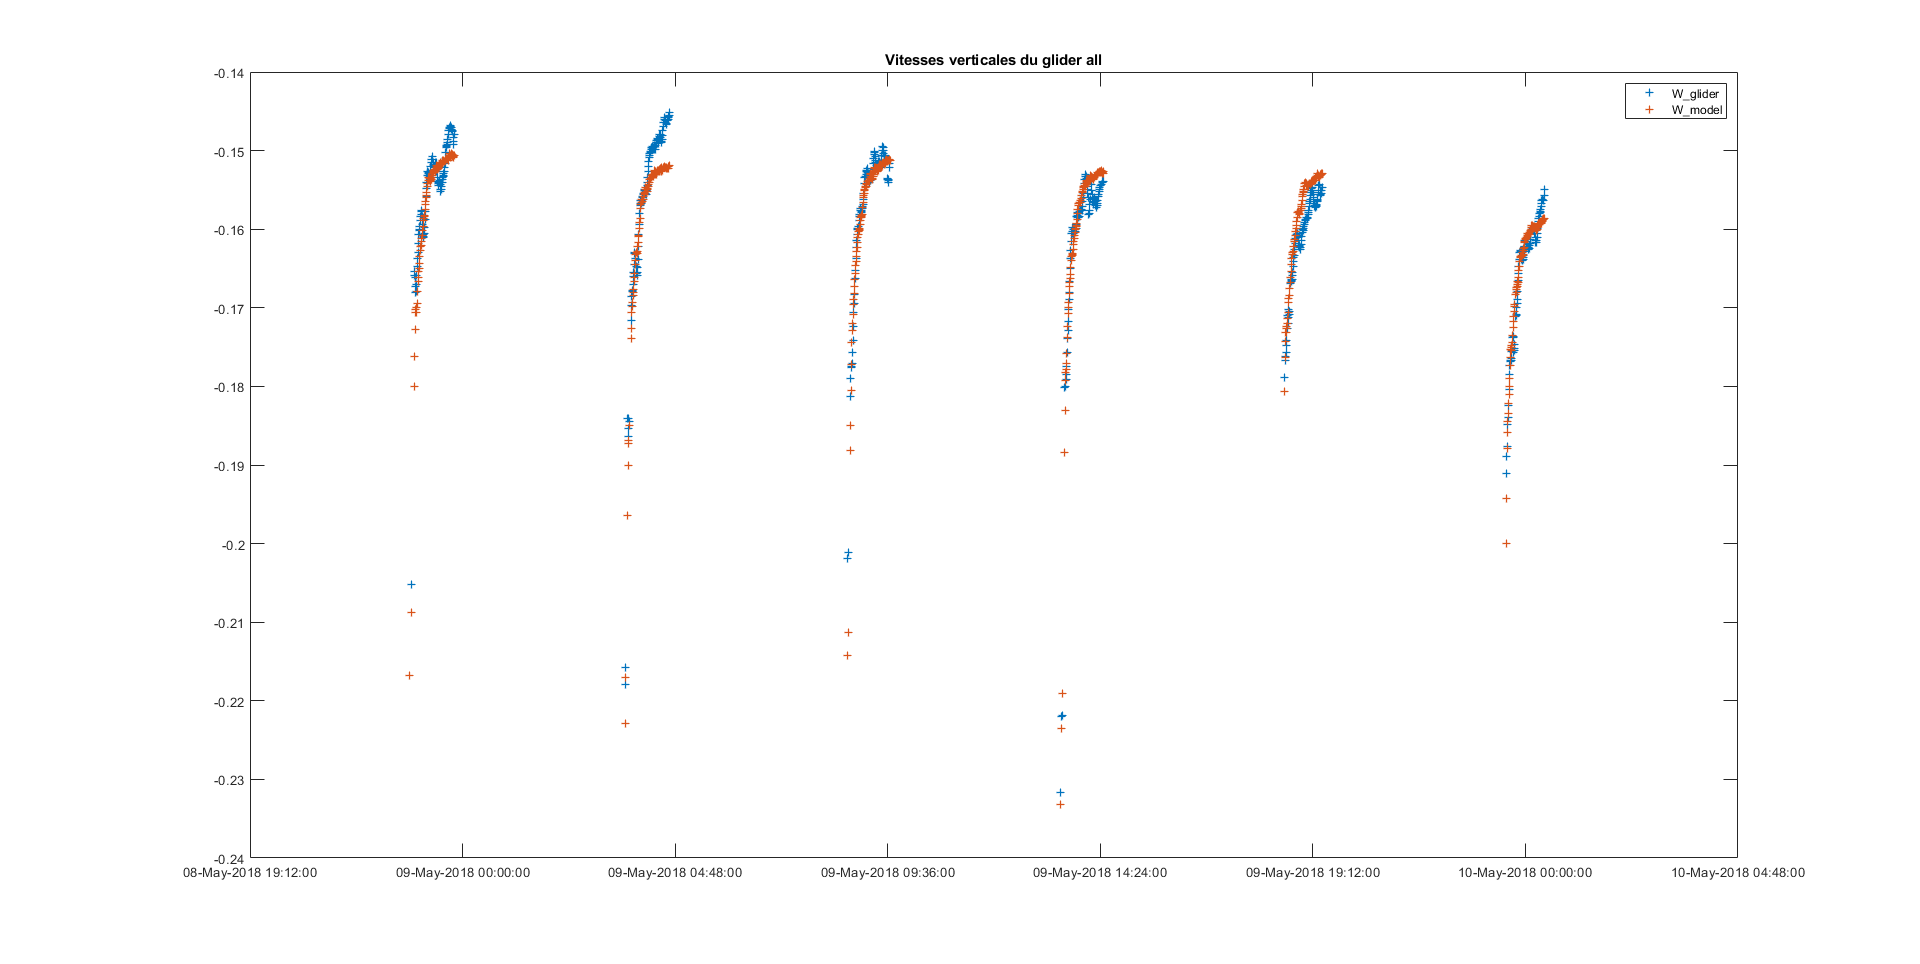 Vitesses verticales du glider all
W_glider
W_model
-0.14
-0.15
-0.16
-0.17
-0.18
-0.19
-0.2
-0.21
-0.22
-0.23
-0.24
08-May-2018 19:12:00
09-May-2018 00:00:00
09-May-2018 04:48:00
09-May-2018 09:36:00
09-May-2018 14:24:00
09-May-2018 19:12:00
10-May-2018 00:00:00
10-May-2018 04:48:00